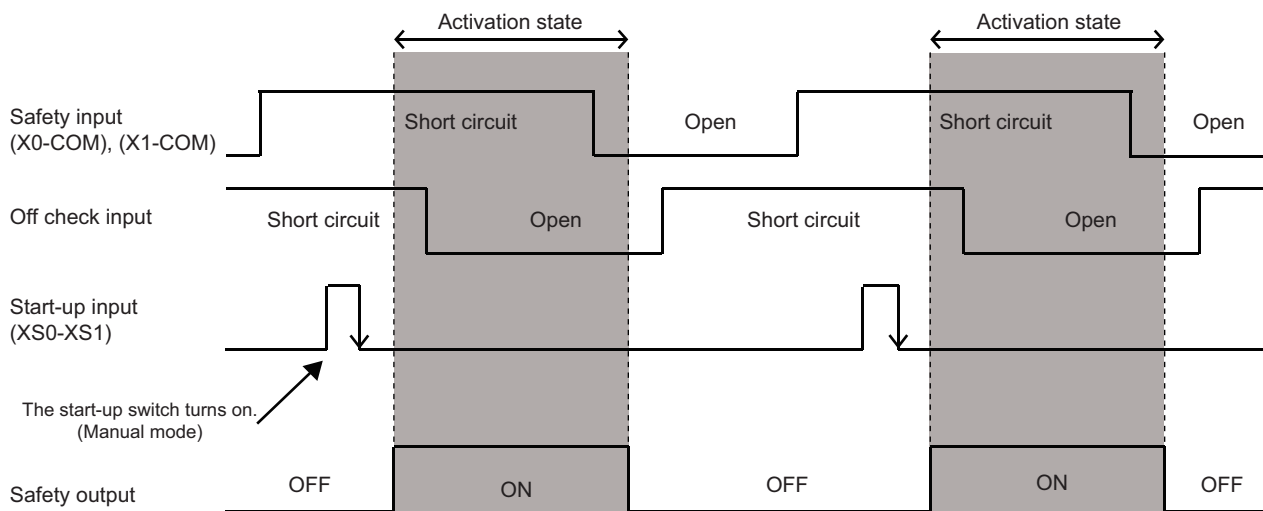 Activation state
Activation state
Safety input
(X0-COM), (X1-COM)
Short circuit
Open
Short circuit
Open
Off check input
Short circuit
Open
Short circuit
Open
Start-up input
(XS0-XS1)
The start-up switch turns on.
(Manual mode)
Safety output
OFF
ON
OFF
ON
OFF